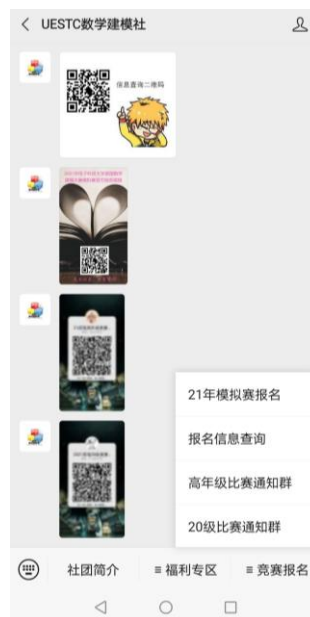 UESTC数学建模社
信息查询二维码
21年模拟赛报名
报名信息查询
高年级比赛通知群
20级比赛通知群
社团简介
福利专区
竞赛报名